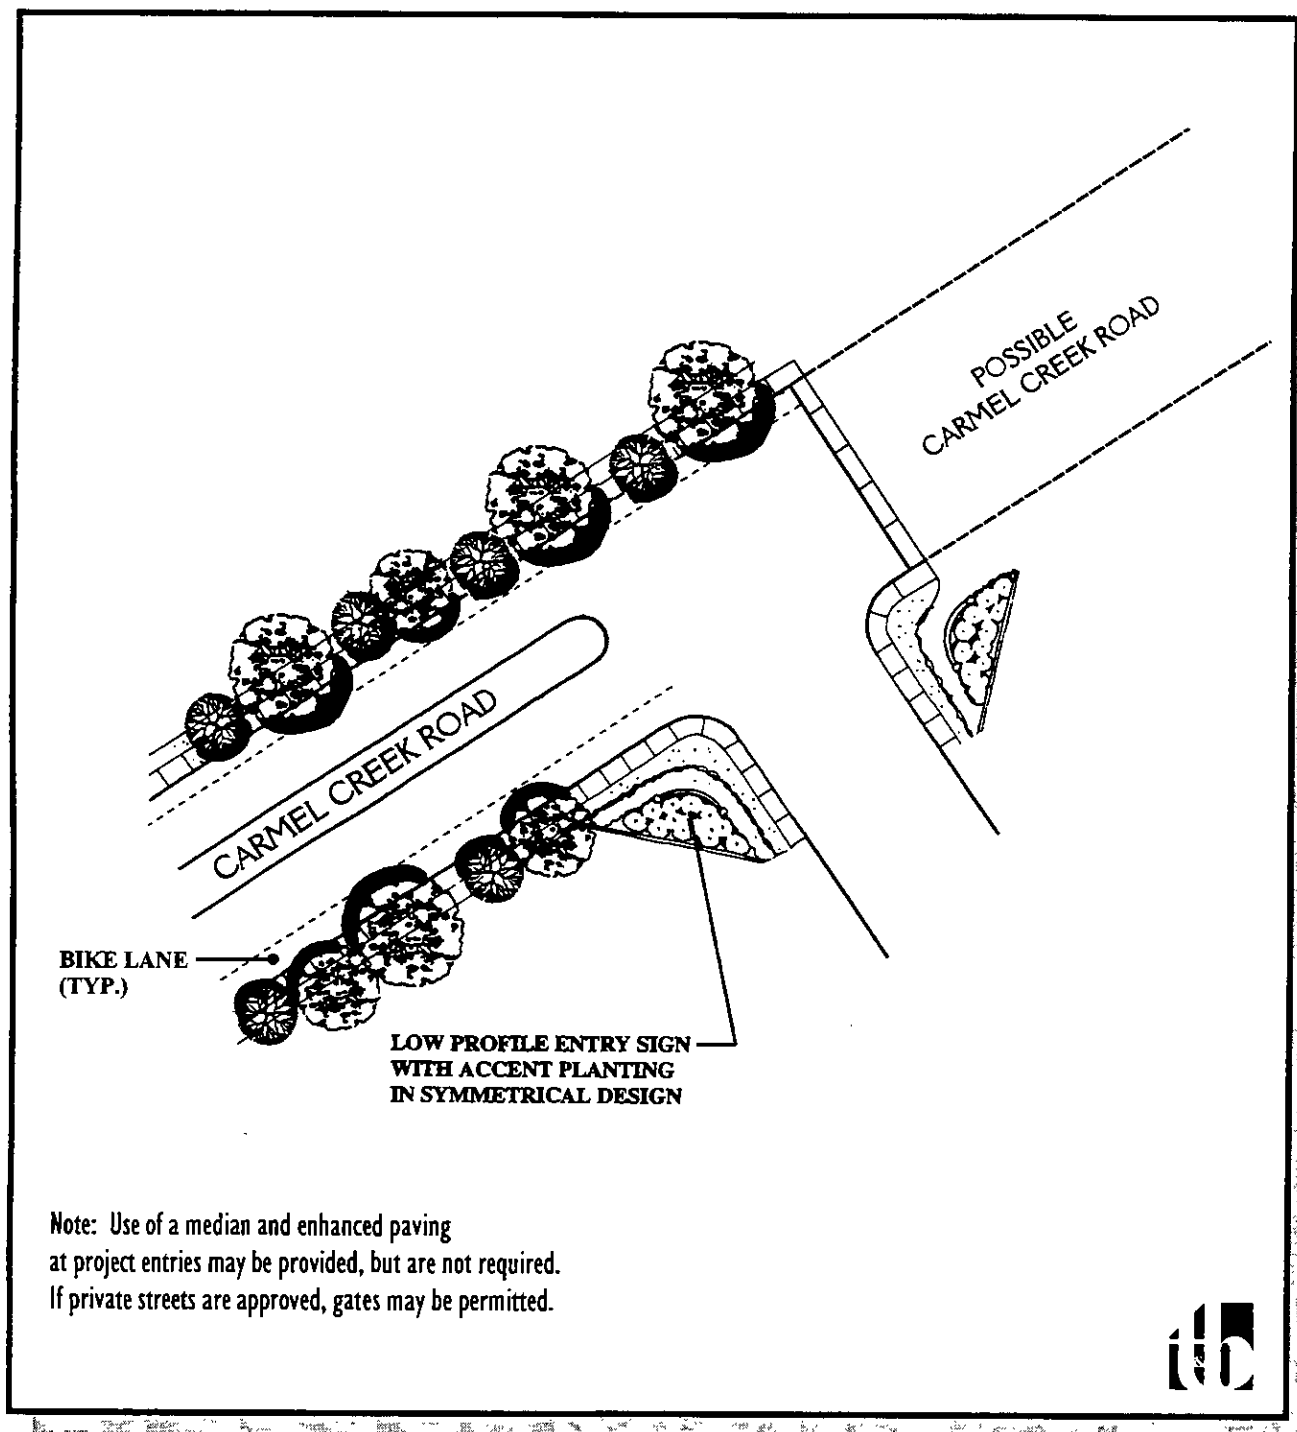 POSSIBLE
CARMEL CREEK ROAD
CARMEL CREEK ROAD
BIKE LANE
(TYP.)
LOW PROFILE ENTRY SIGN
WITH ACCENT PLANTING
IN SYMMETRICAL DESIGN
Note: Use of a median and enhanced paving
at project entries may be provided, but are not required.
If private streets are approved, gates may be permitted.